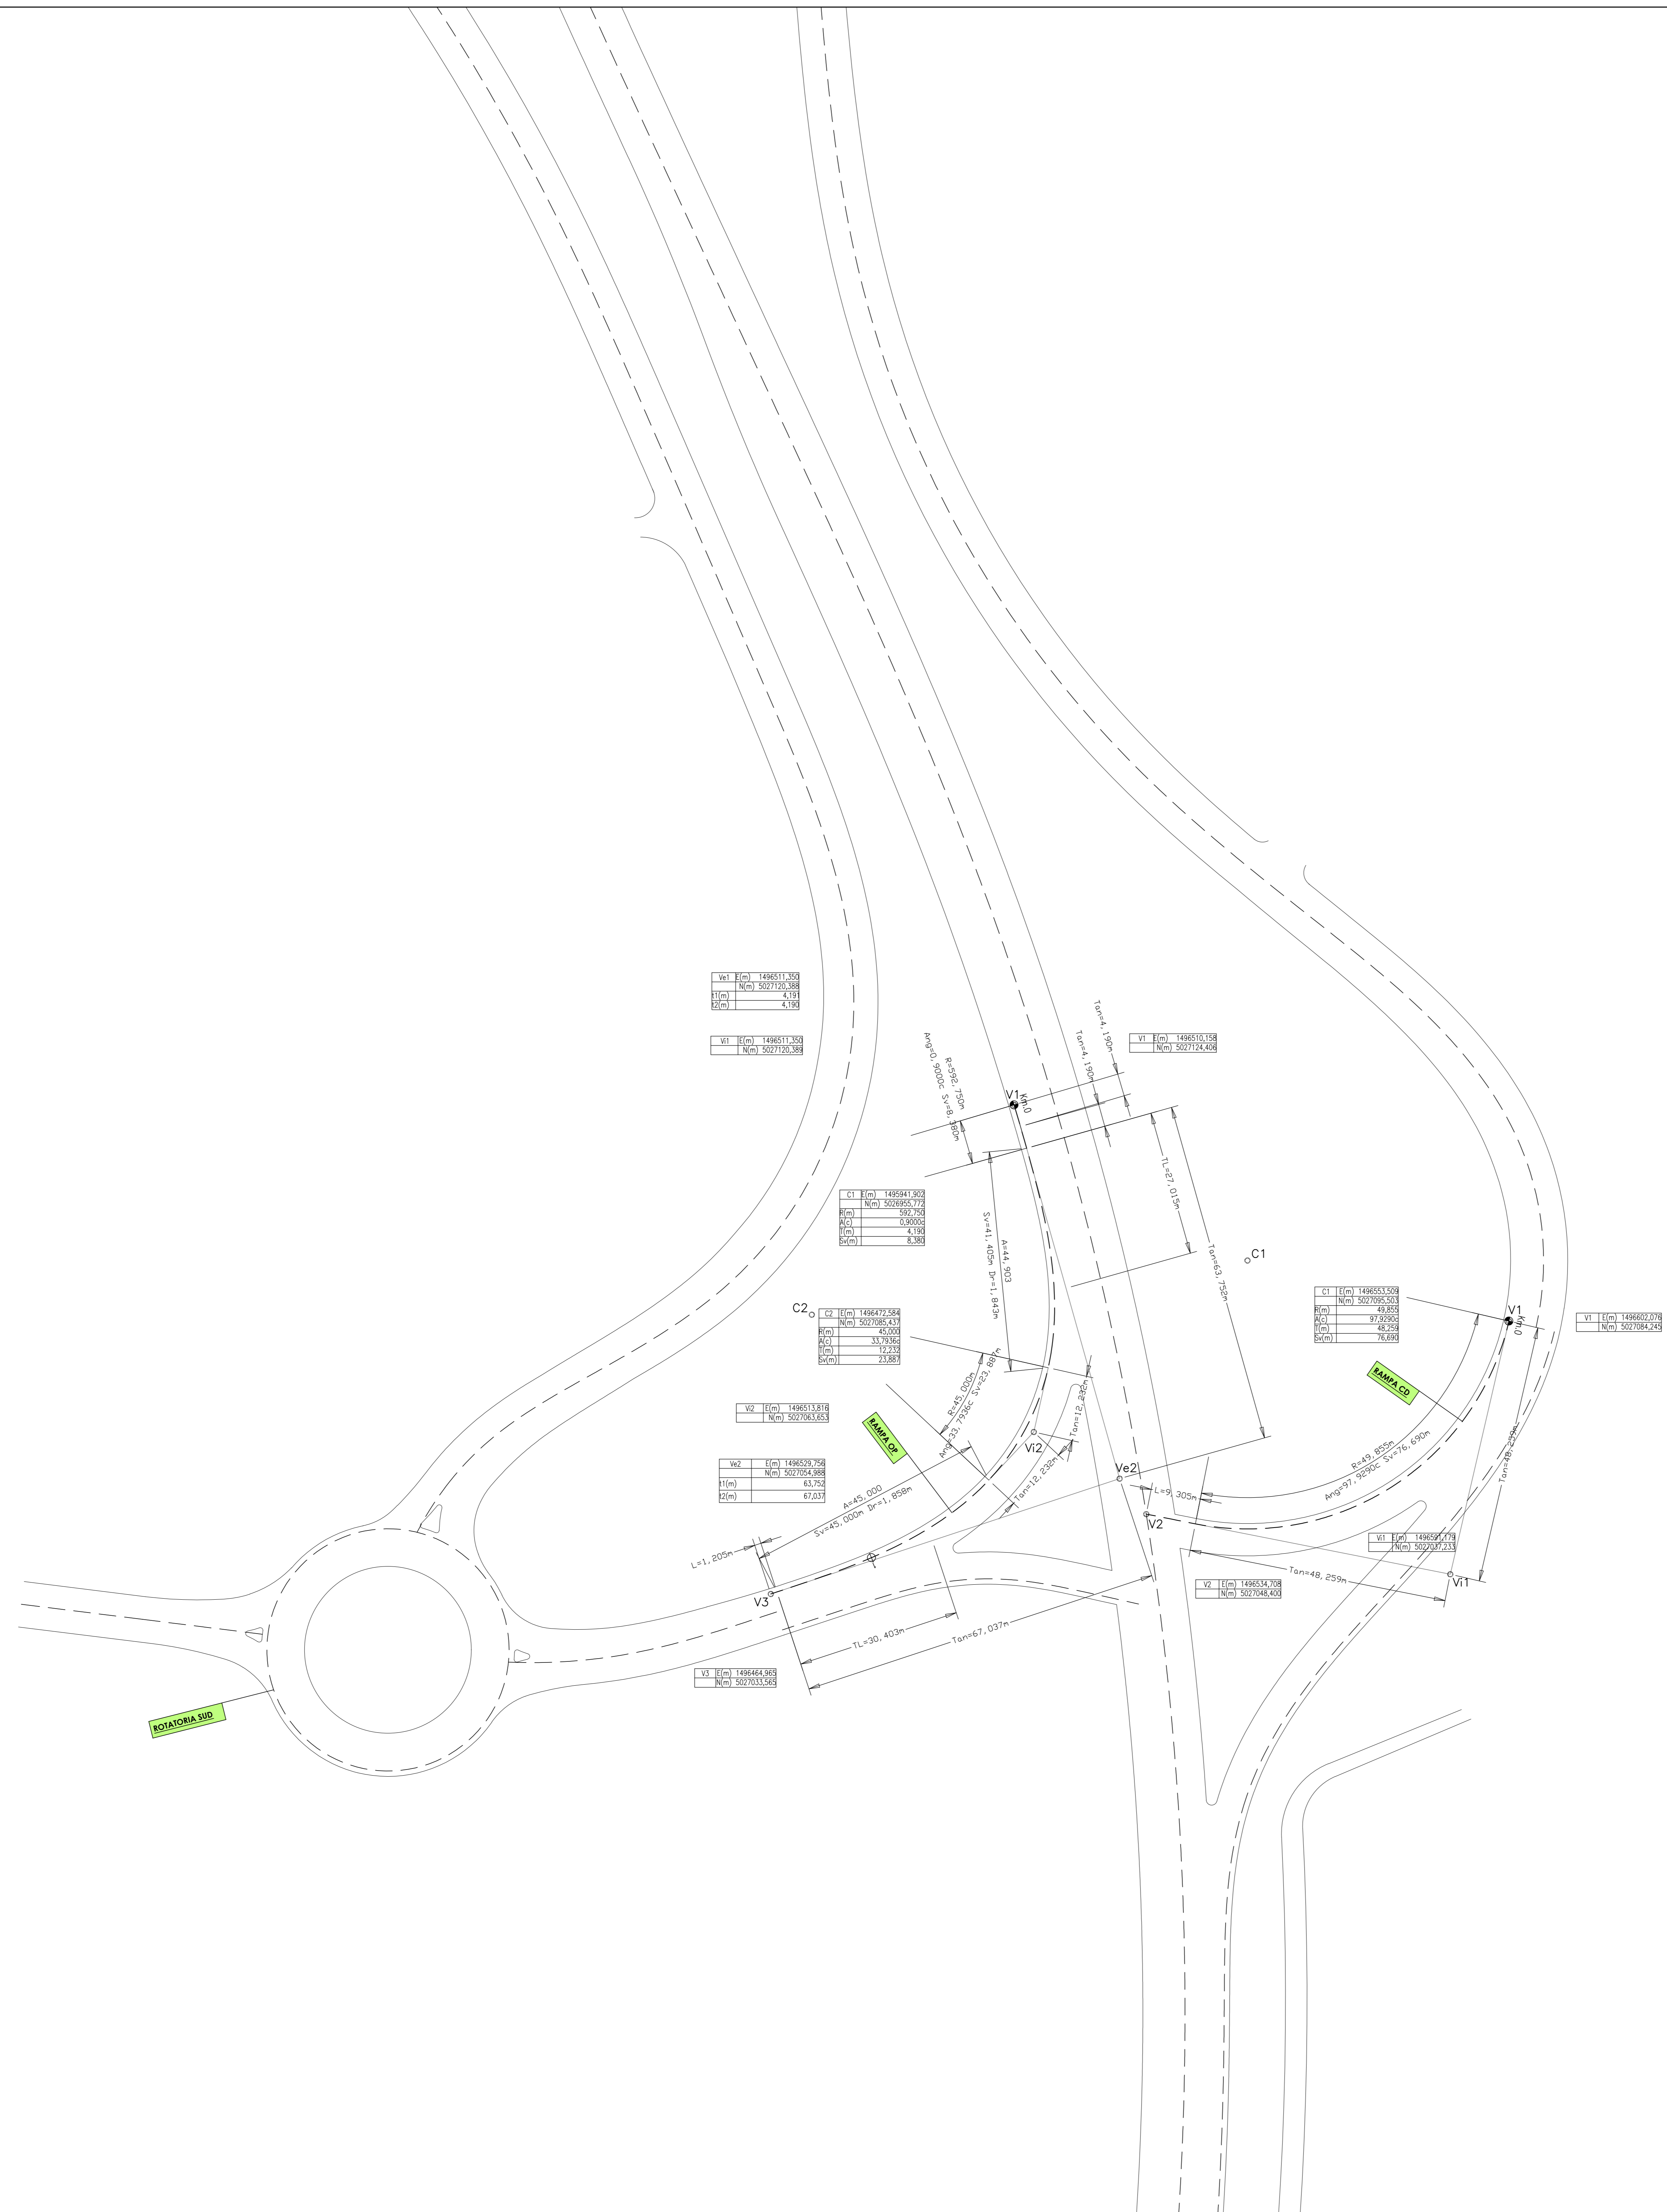 Ve1 E(m) 1496511,350
N(m) 5027120,388
t1(m) 4,191
t2(m) 4,190
Vi1 E(m) 1496511,350
N(m) 5027120,389
Tan=4,190m
Tan=4,190m
V1 E(m) 1496510,158
N(m) 5027124,406
R=592,750m
Ang=0,9000c Sv=8,380m
V1
Km.0
TL=27,015m
C1 E(m) 1495941,902
N(m) 5026955,772
R(m) 592,750
A(c) 0,9000c
T(m) 4,190
Sv(m) 8,380
A=44,903
Sv=41,405m Dr=1,843m
Tan=63,752m
C1
C2
C2 E(m) 1496472,584
N(m) 5027085,437
R(m) 45,000
A(c) 33,7936c
T(m) 12,232
Sv(m) 23,887
C1 E(m) 1496553,509
N(m) 5027095,503
R(m) 49,855
A(c) 97,9290c
T(m) 48,259
Sv(m) 76,690
V1
Km.0
V1 E(m) 1496602,076
N(m) 5027084,245
RAMPA CD
R=45,000m
Ang=33,7936c Sv=23,887m
Tan=12,232m
Vi2 E(m) 1496513,816
N(m) 5027063,653
RAMPA OP
Vi2
Tan=12,232m
R=49,855m
Ang=97,9290c Sv=76,690m
Tan=48,259m
Ve2 E(m) 1496529,756
N(m) 5027054,988
t1(m) 63,752
t2(m) 67,037
Ve2
A=45,000
Sv=45,000m Dr=1,858m
L=9,305m
V2
Vi1 E(m) 1496591,179
N(m) 5027037,233
L=1,205m
Tan=48,259m
Vi1
V2 E(m) 1496534,708
N(m) 5027048,400
V3
TL=30,403m
Tan=67,037m
V3 E(m) 1496464,965
N(m) 5027033,565
ROTATORIA SUD